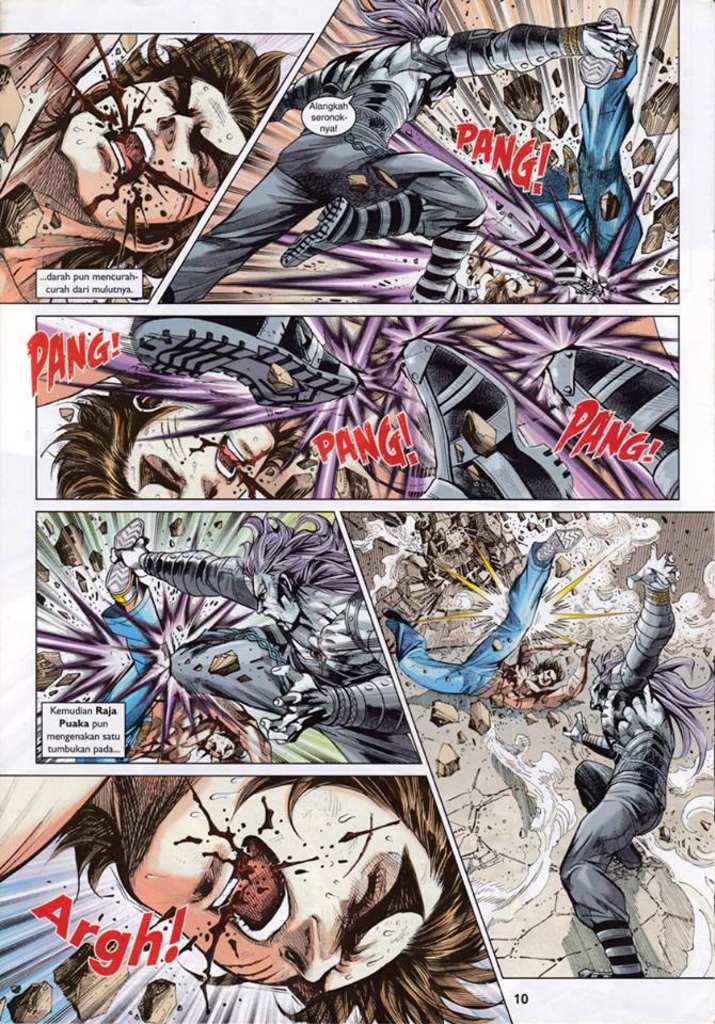 ...darah pun mencurah-
curah dari mulutnya.
Alangkah
seronok-
nya!
PANG!
PANG!
PANG!
PANG!
Kemudian Raja
Puaka pun
mengenakan satu
tumbukan pada...
Argh!
10